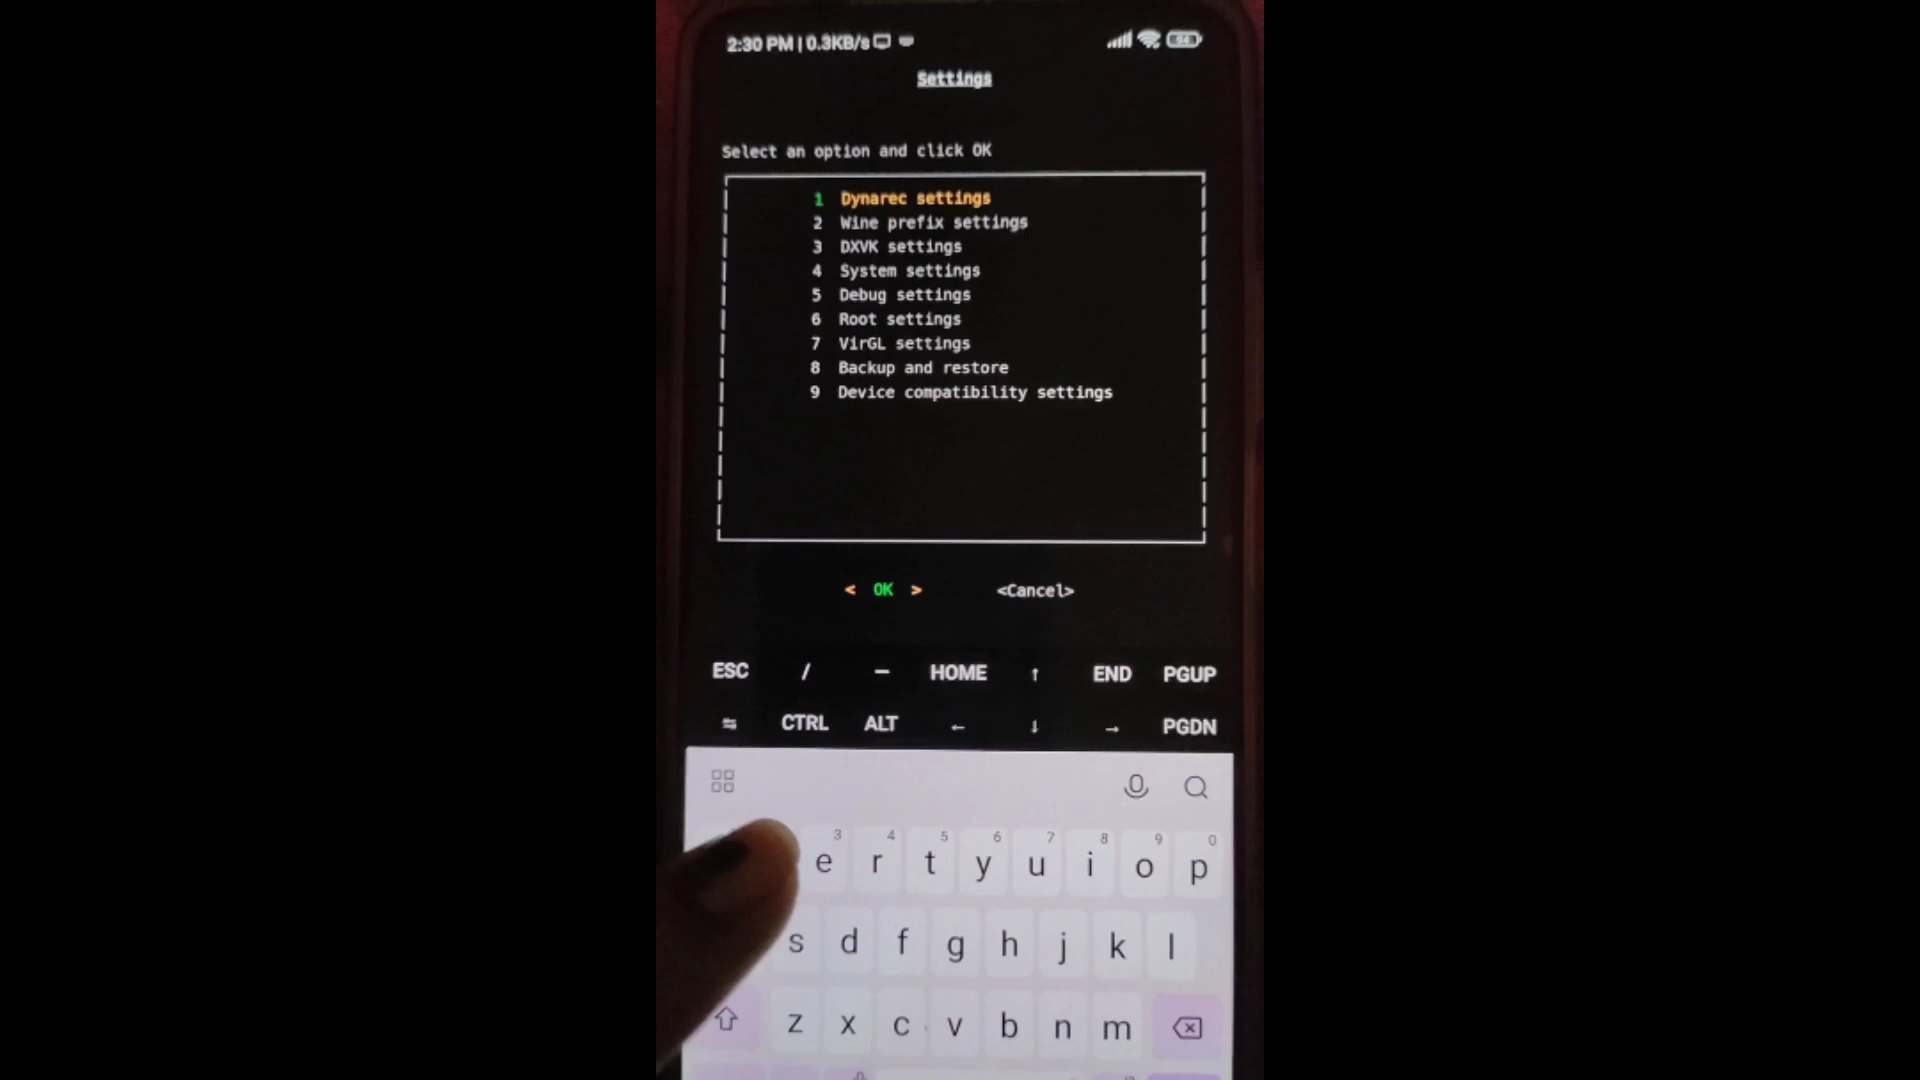 2:30 PM | 0.3KB/s
Settings
Select an option and click OK
1 Dynarec settings
2 Wine prefix settings
3 DXVK settings
4 System settings
5 Debug settings
6 Root settings
7 VirGL settings
8 Backup and restore
9 Device compatibility settings
< OK > <Cancel>
ESC / — HOME ↑ END PGUP
⇆ CTRL ALT ← ↓ → PGDN
3 4 5 6 7 8 9 0
e r t y u i o p
s d f g h j k l
z x c v b n m